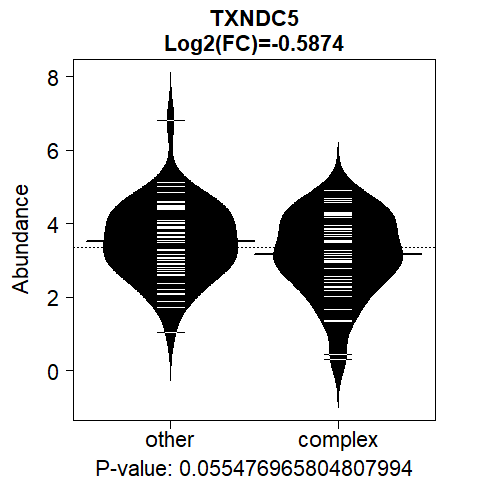 TXNDC5
Log2(FC)=-0.5874
Abundance
8
6
4
2
0
other complex
P-value: 0.055476965804807994